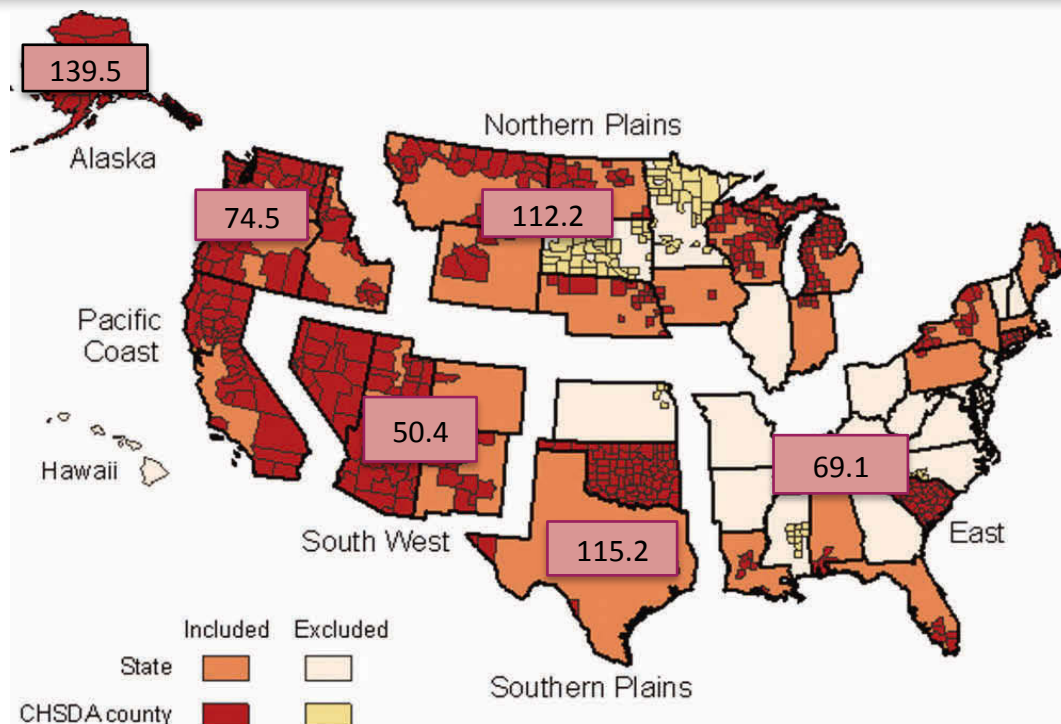 139.5
Alaska
Northern Plains
74.5
112.2
Pacific
Coast
50.4
69.1
Hawaii
South West
115.2
East
Included Excluded
State
Southern Plains
CHSDA county